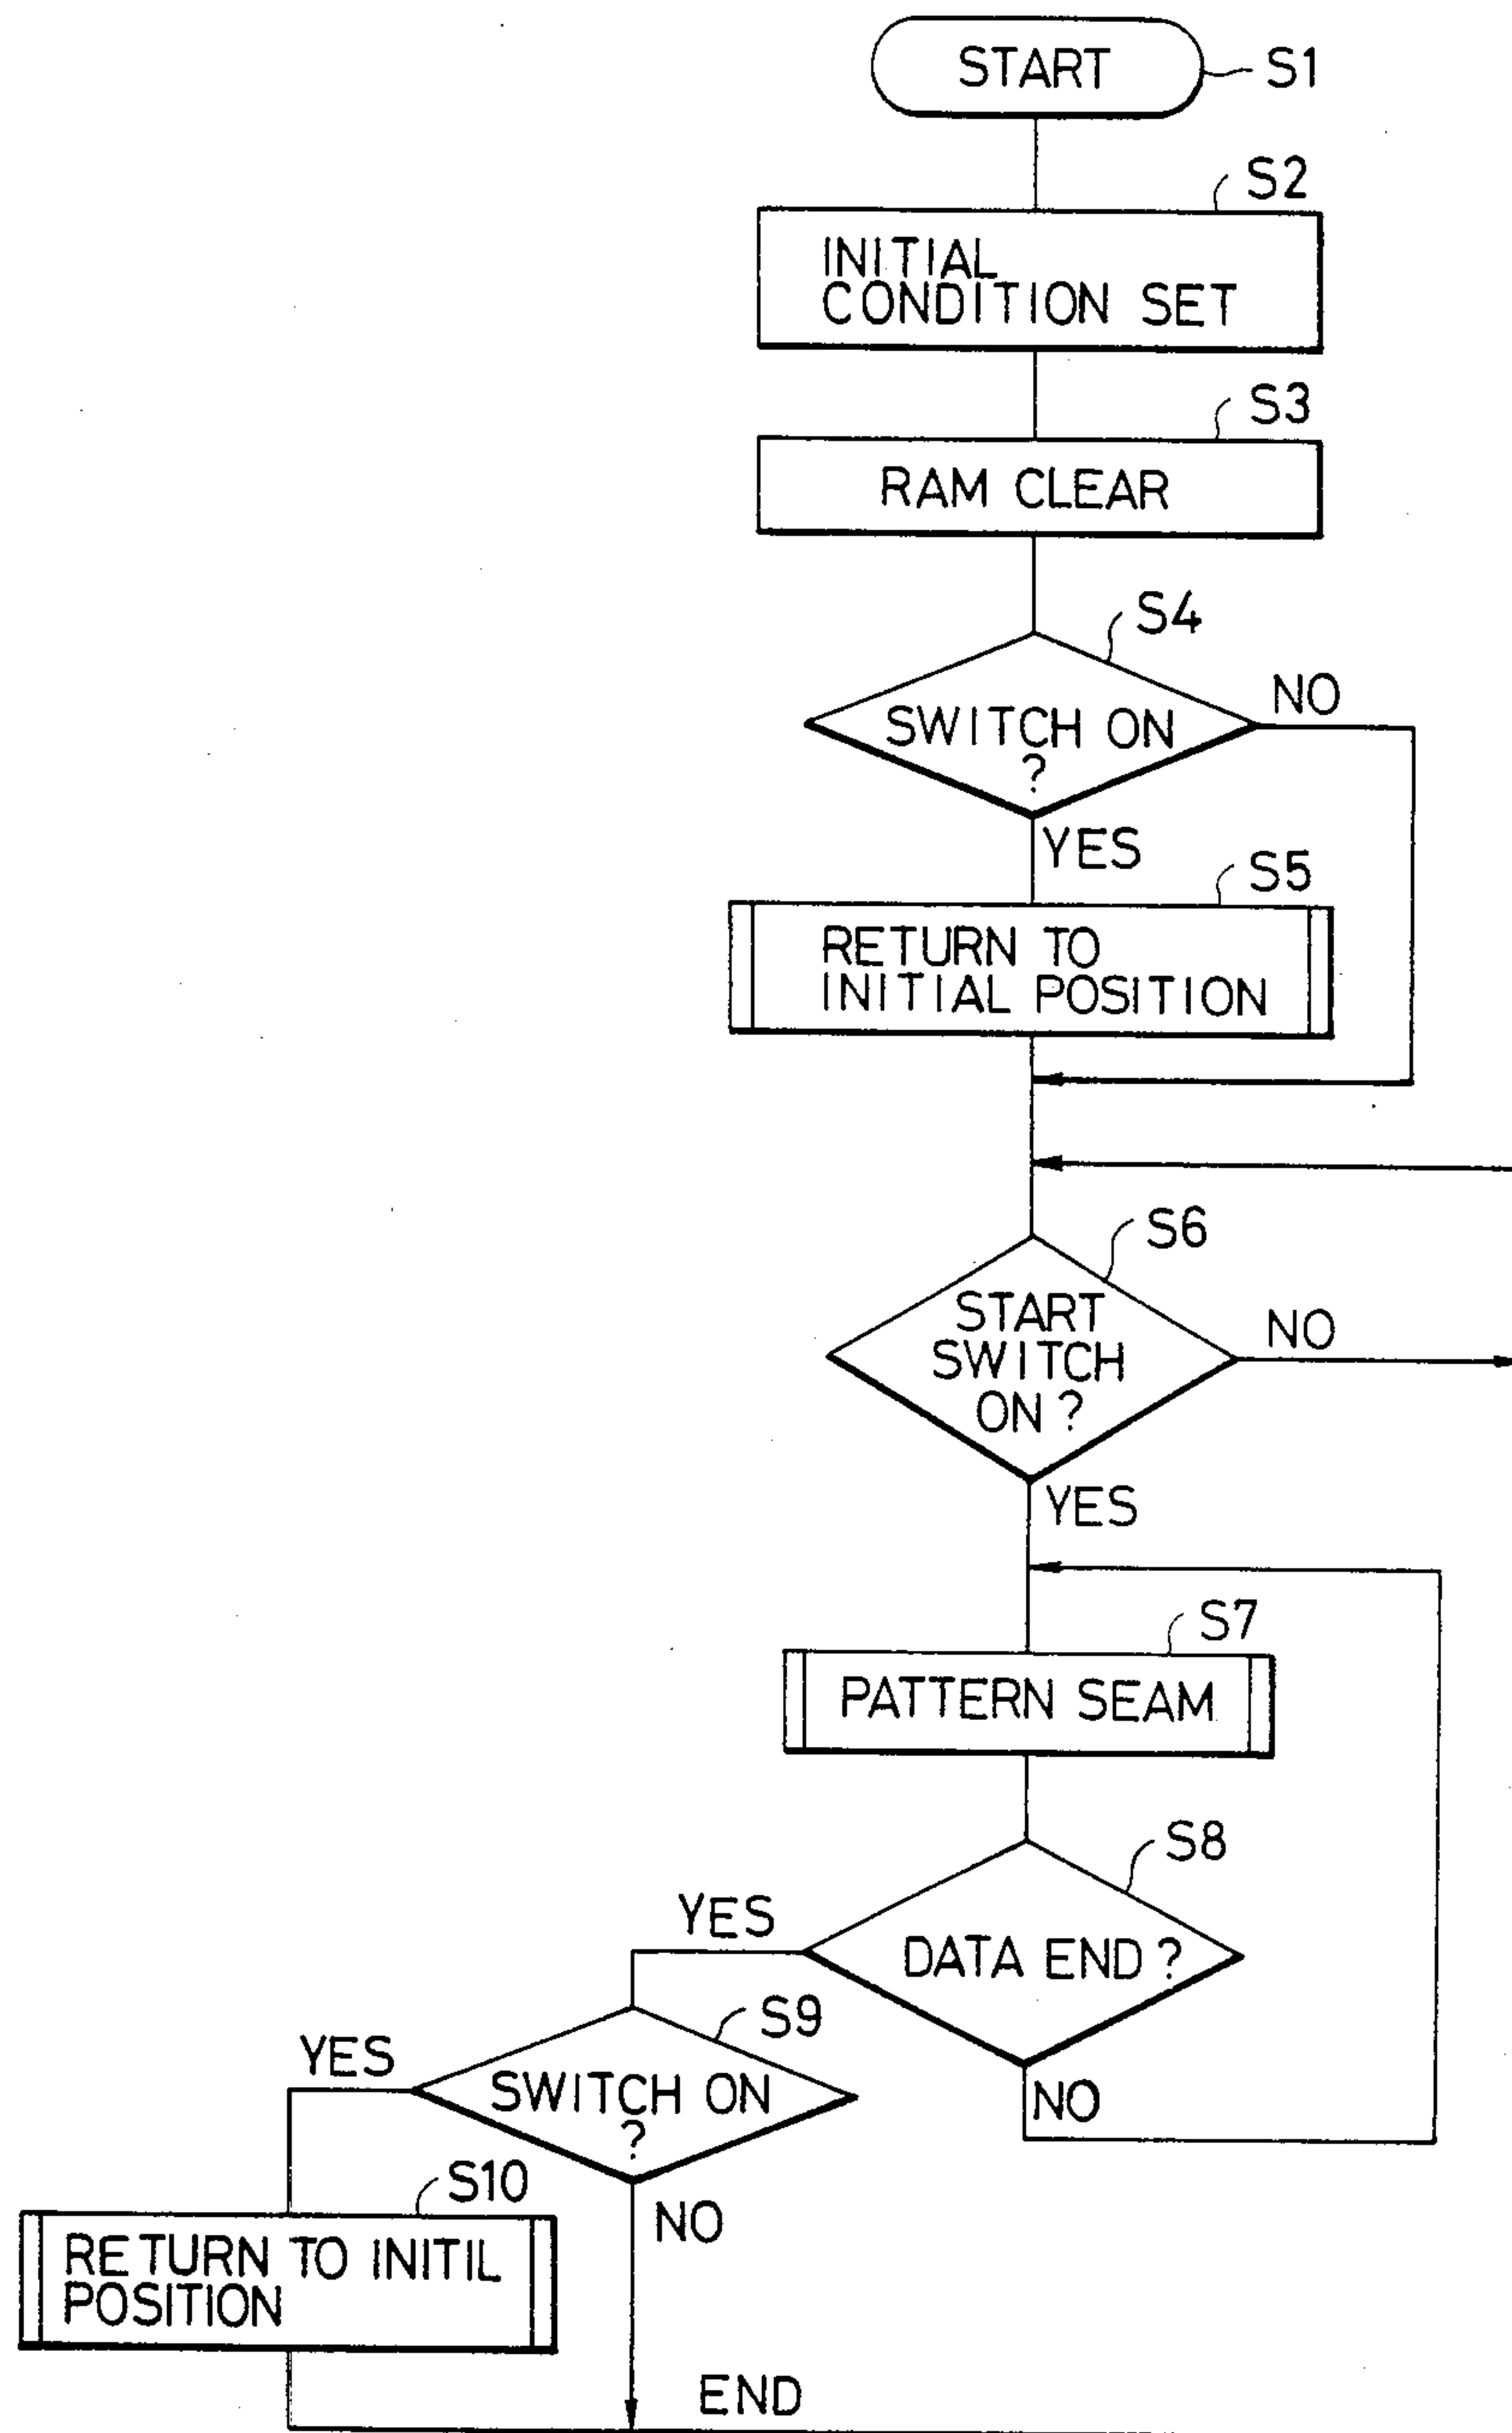 START
S1
S2
INITIAL
CONDITION SET
S3
RAM CLEAR
S4
SWITCH ON
?
NO
YES
S5
RETURN TO
INITIAL POSITION
S6
START
SWITCH
ON ?
NO
YES
S7
PATTERN SEAM
S8
DATA END ?
YES
NO
S9
SWITCH ON
?
YES
NO
S10
RETURN TO INITIL
POSITION
END